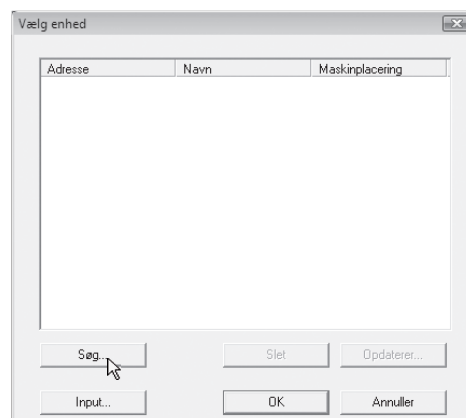 Vælg enhed
Adresse Navn Maskinplacering
Søg... Slet Opdaterer...
Input... OK Annuller